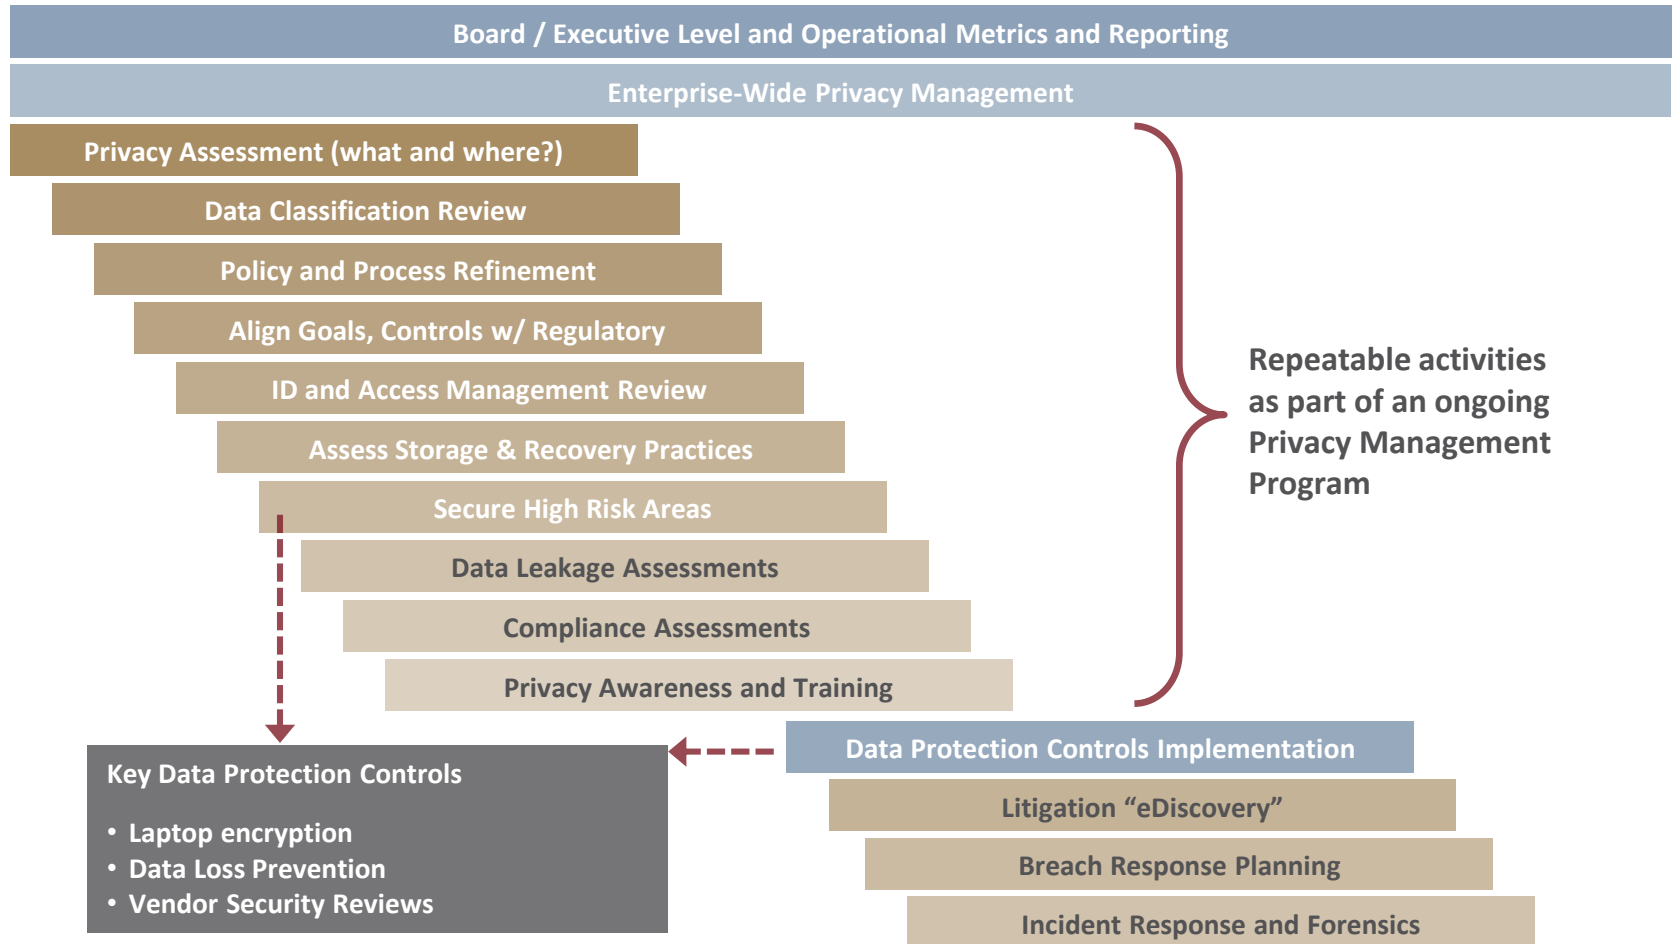 Board / Executive Level and Operational Metrics and Reporting
Enterprise-Wide Privacy Management
Privacy Assessment (what and where?)
Data Classification Review
Policy and Process Refinement
Align Goals, Controls w/ Regulatory
ID and Access Management Review
Assess Storage & Recovery Practices
Secure High Risk Areas
Data Leakage Assessments
Compliance Assessments
Privacy Awareness and Training
Repeatable activities
as part of an ongoing
Privacy Management
Program
Data Protection Controls Implementation
Litigation “eDiscovery”
Breach Response Planning
Incident Response and Forensics
Key Data Protection Controls
• Laptop encryption
• Data Loss Prevention
• Vendor Security Reviews